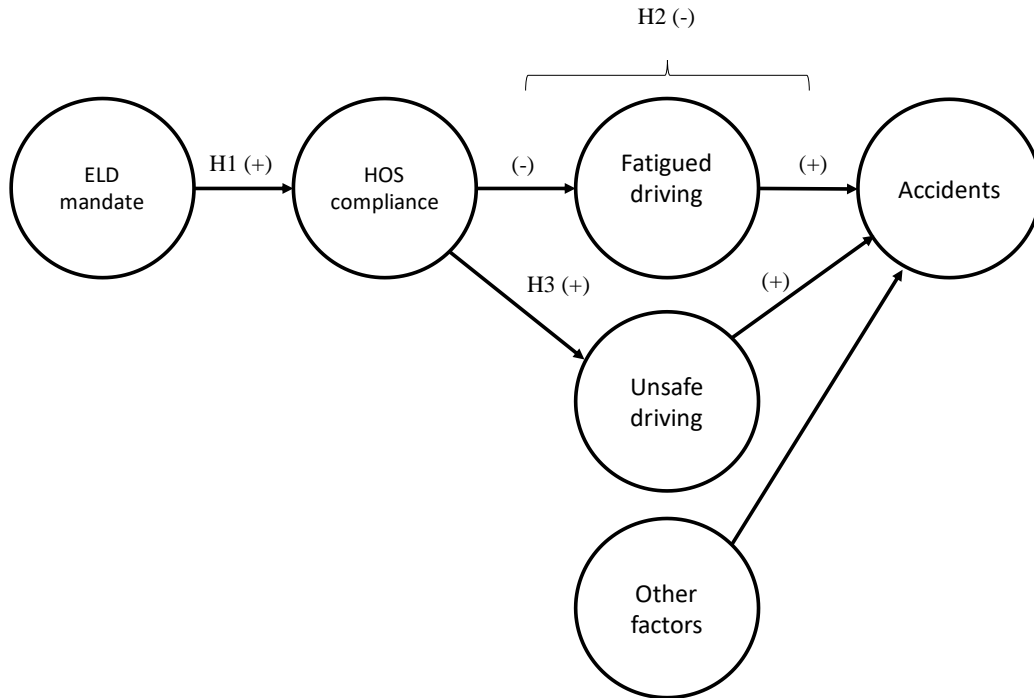 H2 (-)
ELD
mandate
H1 (+)
HOS
compliance
(-)
Fatigued
driving
(+)
Accidents
H3 (+)
(+)
Unsafe
driving
Other
factors